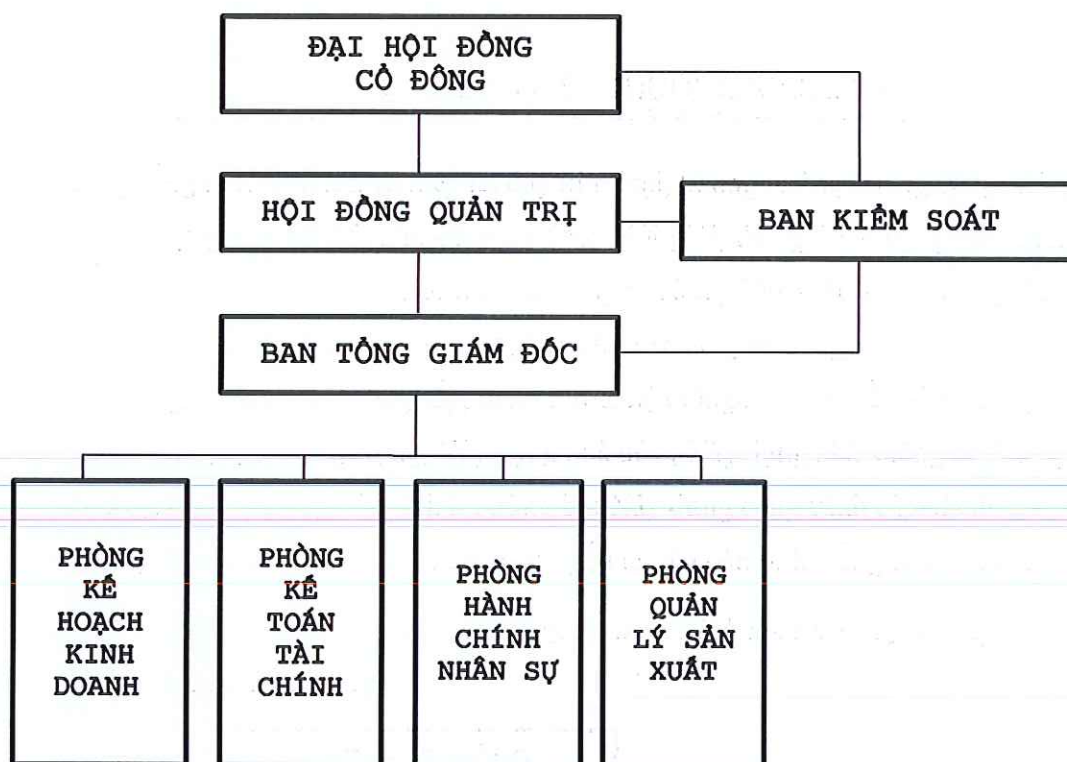 ĐẠI HỘI ĐỒNG
CỔ ĐÔNG
HỘI ĐỒNG QUẢN TRỊ
BAN KIỂM SOÁT
BAN TỔNG GIÁM ĐỐC
PHÒNG
KẾ
HOẠCH
KINH
DOANH
PHÒNG
KẾ
TOÁN
TÀI
CHÍNH
PHÒNG
HÀNH
CHÍNH
NHÂN SỰ
PHÒNG
QUẢN
LÝ SẢN
XUẤT